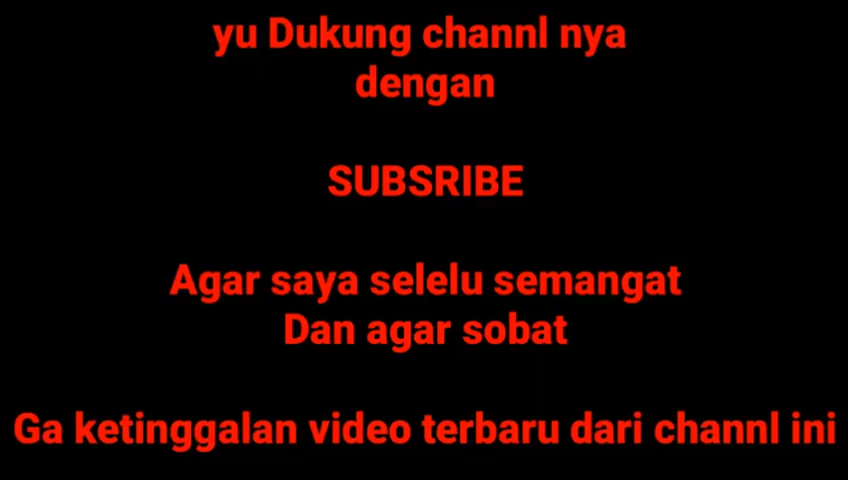 yu Dukung channl nya
dengan
SUBSRIBE
Agar saya selelu semangat
Dan agar sobat
Ga ketinggalan video terbaru dari channl ini